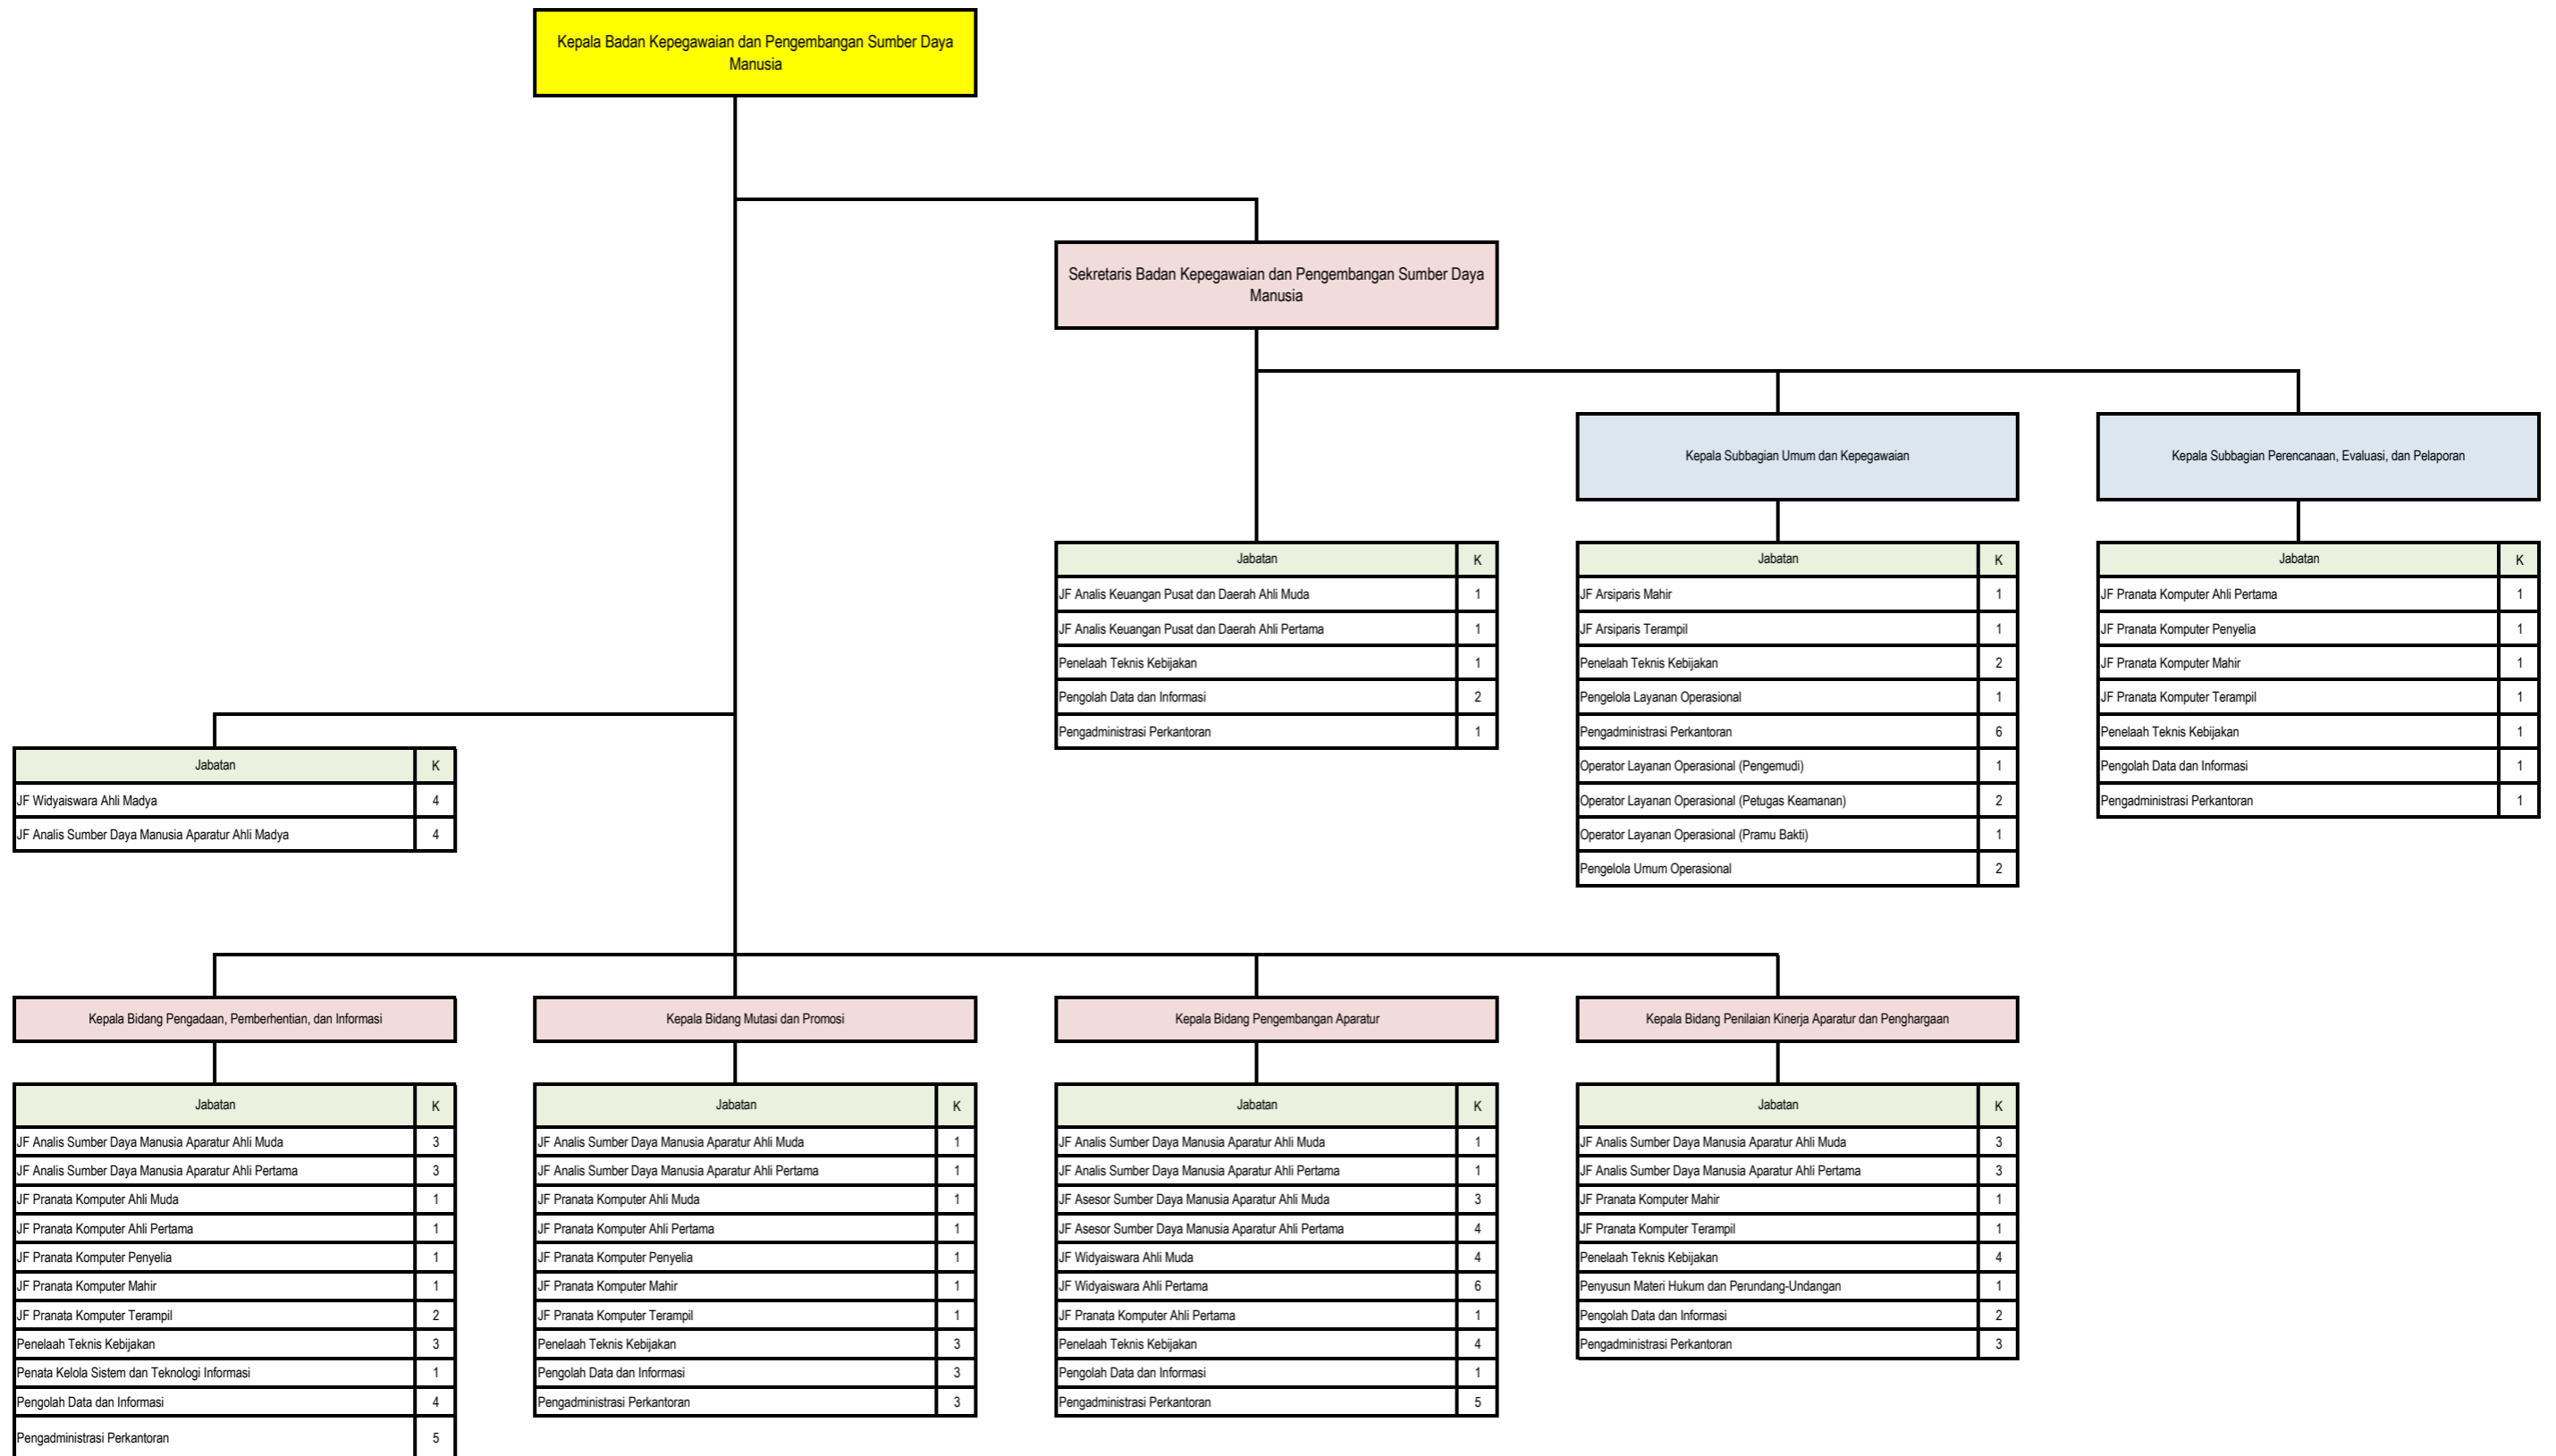 Kepala Badan Kepegawaian dan Pengembangan Sumber Daya
Manusia
Sekretaris Badan Kepegawaian dan Pengembangan Sumber Daya
Manusia
Kepala Subbagian Umum dan Kepegawaian
Kepala Subbagian Perencanaan, Evaluasi, dan Pelaporan
Jabatan K
JF Analis Keuangan Pusat dan Daerah Ahli Muda 1
JF Analis Keuangan Pusat dan Daerah Ahli Pertama 1
Penelaah Teknis Kebijakan 1
Pengolah Data dan Informasi 2
Pengadministrasi Perkantoran 1
Jabatan K
JF Arsiparis Mahir 1
JF Arsiparis Terampil 1
Penelaah Teknis Kebijakan 2
Pengelola Layanan Operasional 1
Pengadministrasi Perkantoran 6
Operator Layanan Operasional (Pengemudi) 1
Operator Layanan Operasional (Petugas Keamanan) 2
Operator Layanan Operasional (Pramu Bakti) 1
Pengelola Umum Operasional 2
Jabatan K
JF Pranata Komputer Ahli Pertama 1
JF Pranata Komputer Penyelia 1
JF Pranata Komputer Mahir 1
JF Pranata Komputer Terampil 1
Penelaah Teknis Kebijakan 1
Pengolah Data dan Informasi 1
Pengadministrasi Perkantoran 1
Jabatan K
JF Widyaiswara Ahli Madya 4
JF Analis Sumber Daya Manusia Aparatur Ahli Madya 4
Kepala Bidang Pengadaan, Pemberhentian, dan Informasi
Jabatan K
JF Analis Sumber Daya Manusia Aparatur Ahli Muda 3
JF Analis Sumber Daya Manusia Aparatur Ahli Pertama 3
JF Pranata Komputer Ahli Muda 1
JF Pranata Komputer Ahli Pertama 1
JF Pranata Komputer Penyelia 1
JF Pranata Komputer Mahir 1
JF Pranata Komputer Terampil 2
Penelaah Teknis Kebijakan 3
Penata Kelola Sistem dan Teknologi Informasi 1
Pengolah Data dan Informasi 4
Pengadministrasi Perkantoran 5
Kepala Bidang Mutasi dan Promosi
Jabatan K
JF Analis Sumber Daya Manusia Aparatur Ahli Muda 1
JF Analis Sumber Daya Manusia Aparatur Ahli Pertama 1
JF Pranata Komputer Ahli Muda 1
JF Pranata Komputer Ahli Pertama 1
JF Pranata Komputer Penyelia 1
JF Pranata Komputer Mahir 1
JF Pranata Komputer Terampil 1
Penelaah Teknis Kebijakan 3
Pengolah Data dan Informasi 3
Pengadministrasi Perkantoran 3
Kepala Bidang Pengembangan Aparatur
Jabatan K
JF Analis Sumber Daya Manusia Aparatur Ahli Muda 1
JF Analis Sumber Daya Manusia Aparatur Ahli Pertama 1
JF Asesor Sumber Daya Manusia Aparatur Ahli Muda 3
JF Asesor Sumber Daya Manusia Aparatur Ahli Pertama 4
JF Widyaiswara Ahli Muda 4
JF Widyaiswara Ahli Pertama 6
JF Pranata Komputer Ahli Pertama 1
Penelaah Teknis Kebijakan 4
Pengolah Data dan Informasi 1
Pengadministrasi Perkantoran 5
Kepala Bidang Penilaian Kinerja Aparatur dan Penghargaan
Jabatan K
JF Analis Sumber Daya Manusia Aparatur Ahli Muda 3
JF Analis Sumber Daya Manusia Aparatur Ahli Pertama 3
JF Pranata Komputer Mahir 1
JF Pranata Komputer Terampil 1
Penelaah Teknis Kebijakan 4
Penyusun Materi Hukum dan Perundang-Undangan 1
Pengolah Data dan Informasi 2
Pengadministrasi Perkantoran 3